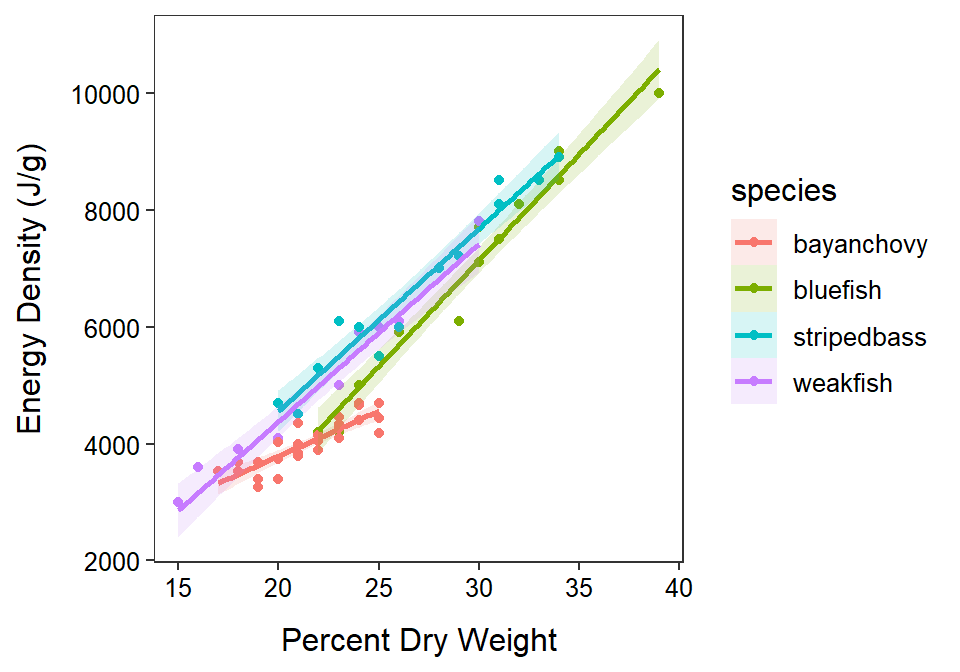 Energy Density (J/g)
10000
8000
6000
4000
2000
15 20 25 30 35 40
Percent Dry Weight
species
bayanchovy
bluefish
stripedbass
weakfish